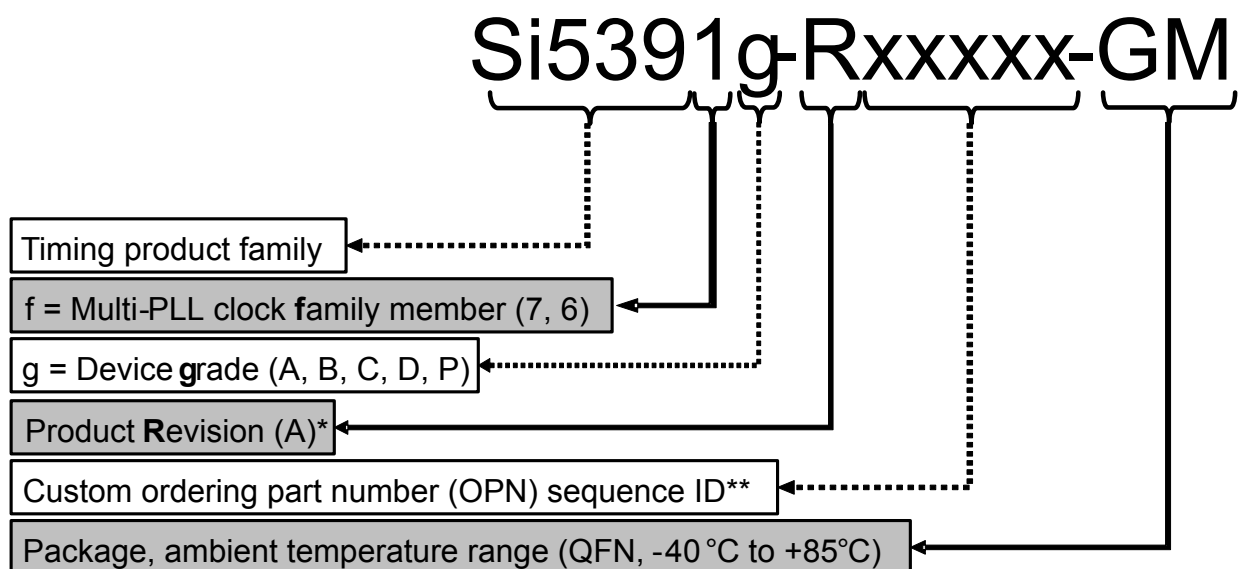 Si5391g-Rxxxxx-GM
Timing product family
f = Multi-PLL clock family member (7, 6)
g = Device grade (A, B, C, D, P)
Product Revision (A)*
Custom ordering part number (OPN) sequence ID**
Package, ambient temperature range (QFN, -40 °C to +85°C)